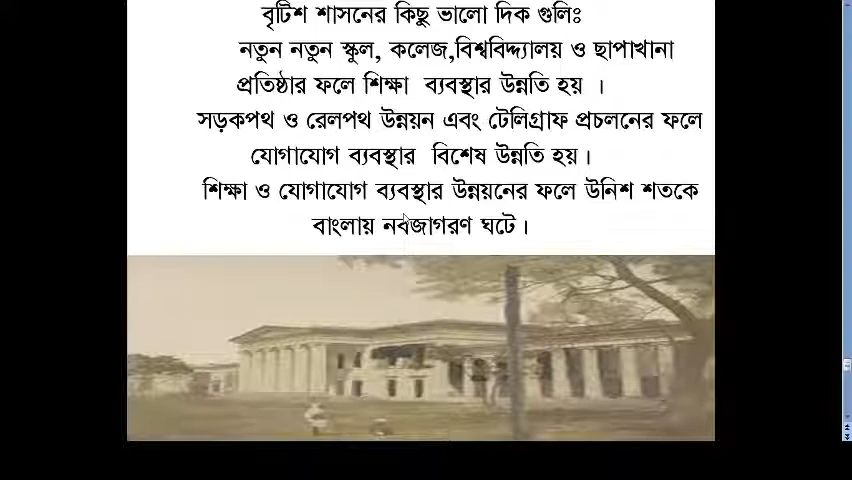 বৃটিশ শাসনের কিছু ভালো দিক গুলিঃ
নতুন নতুন স্কুল, কলেজ,বিশ্ববিদ্দ্যালয় ও ছাপাখানা
প্রতিষ্ঠার ফলে শিক্ষা ব্যবস্থার উন্নতি হয় ।
সড়কপথ ও রেলপথ উন্নয়ন এবং টেলিগ্রাফ প্রচলনের ফলে
যোগাযোগ ব্যবস্থার বিশেষ উন্নতি হয়।
শিক্ষা ও যোগাযোগ ব্যবস্থার উন্নয়নের ফলে উনিশ শতকে
বাংলায় নবজাগরণ ঘটে।